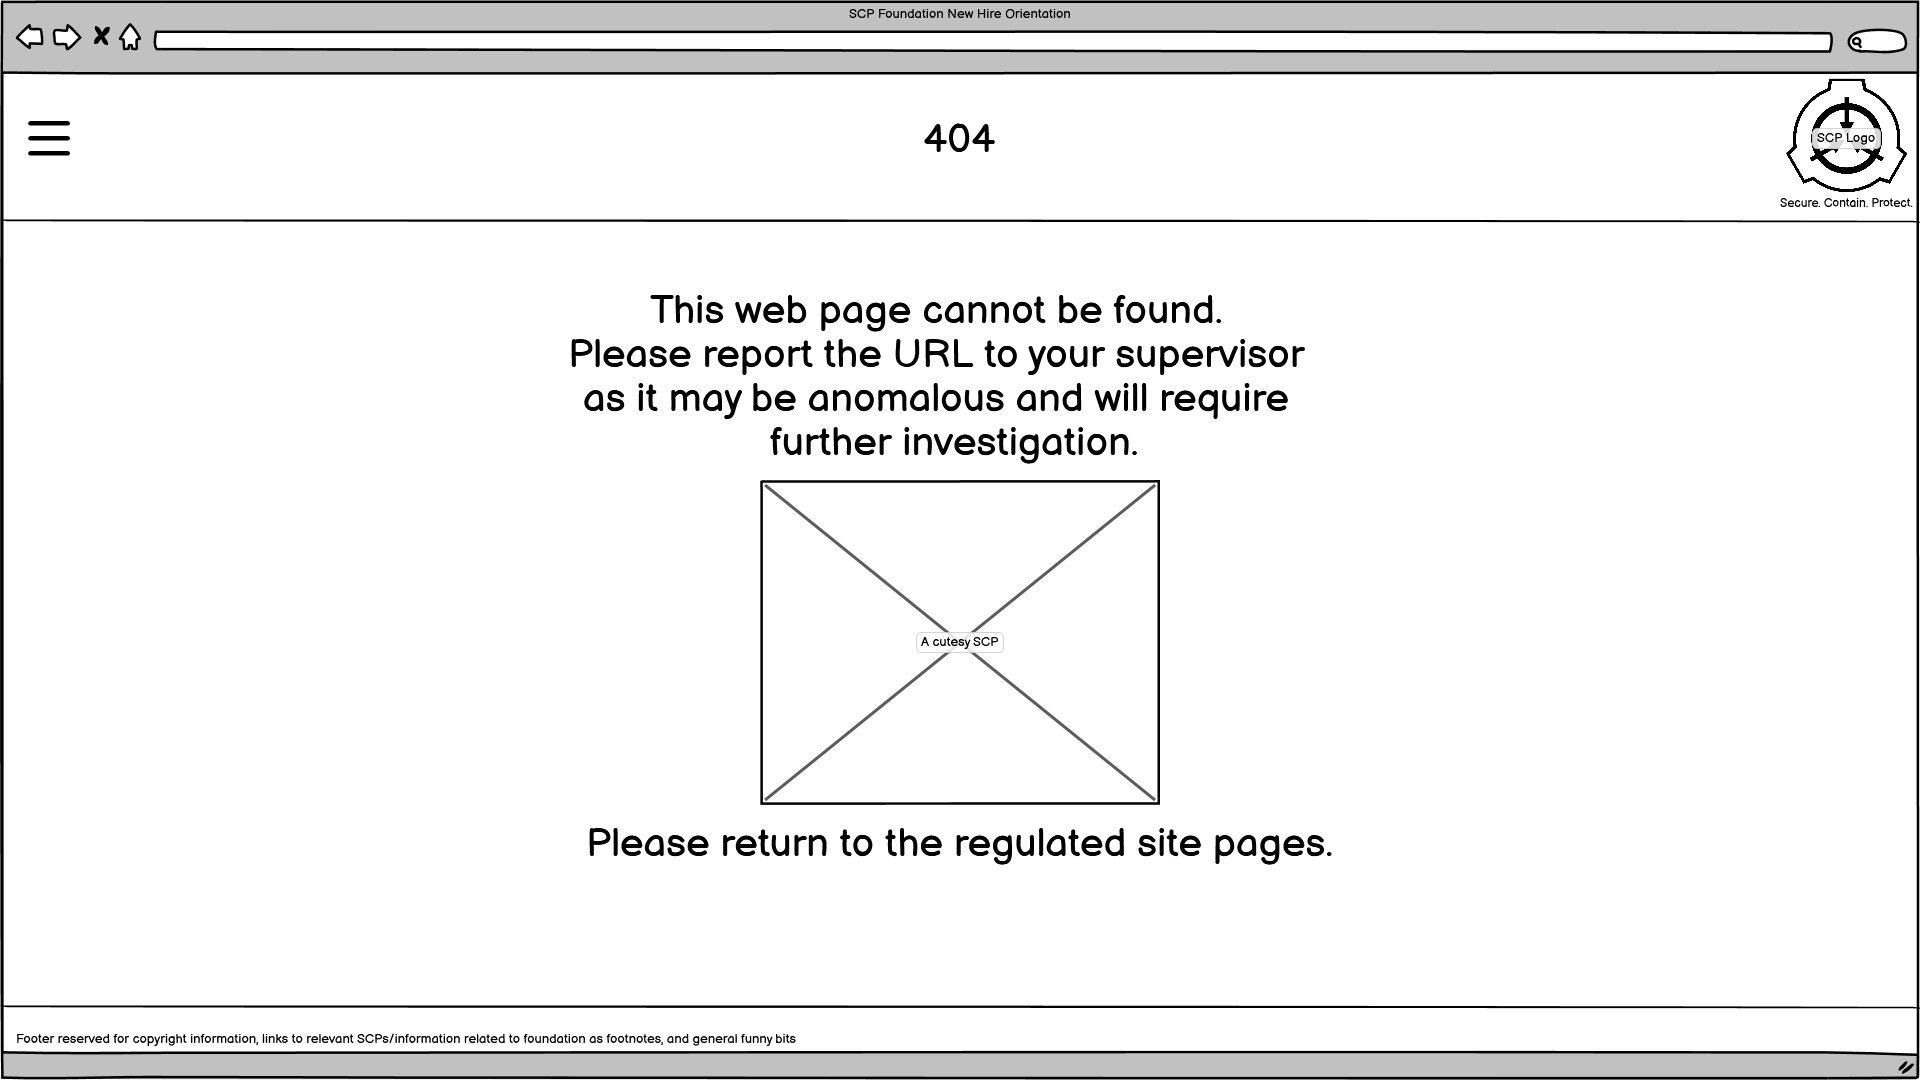 SCP Foundation New Hire Orientation
404
SCP Logo
Secure. Contain. Protect.
This web page cannot be found.
Please report the URL to your supervisor
as it may be anomalous and will require
further investigation.
A cutesy SCP
Please return to the regulated site pages.
Footer reserved for copyright information, links to relevant SCPs/information related to foundation as footnotes, and general funny bits